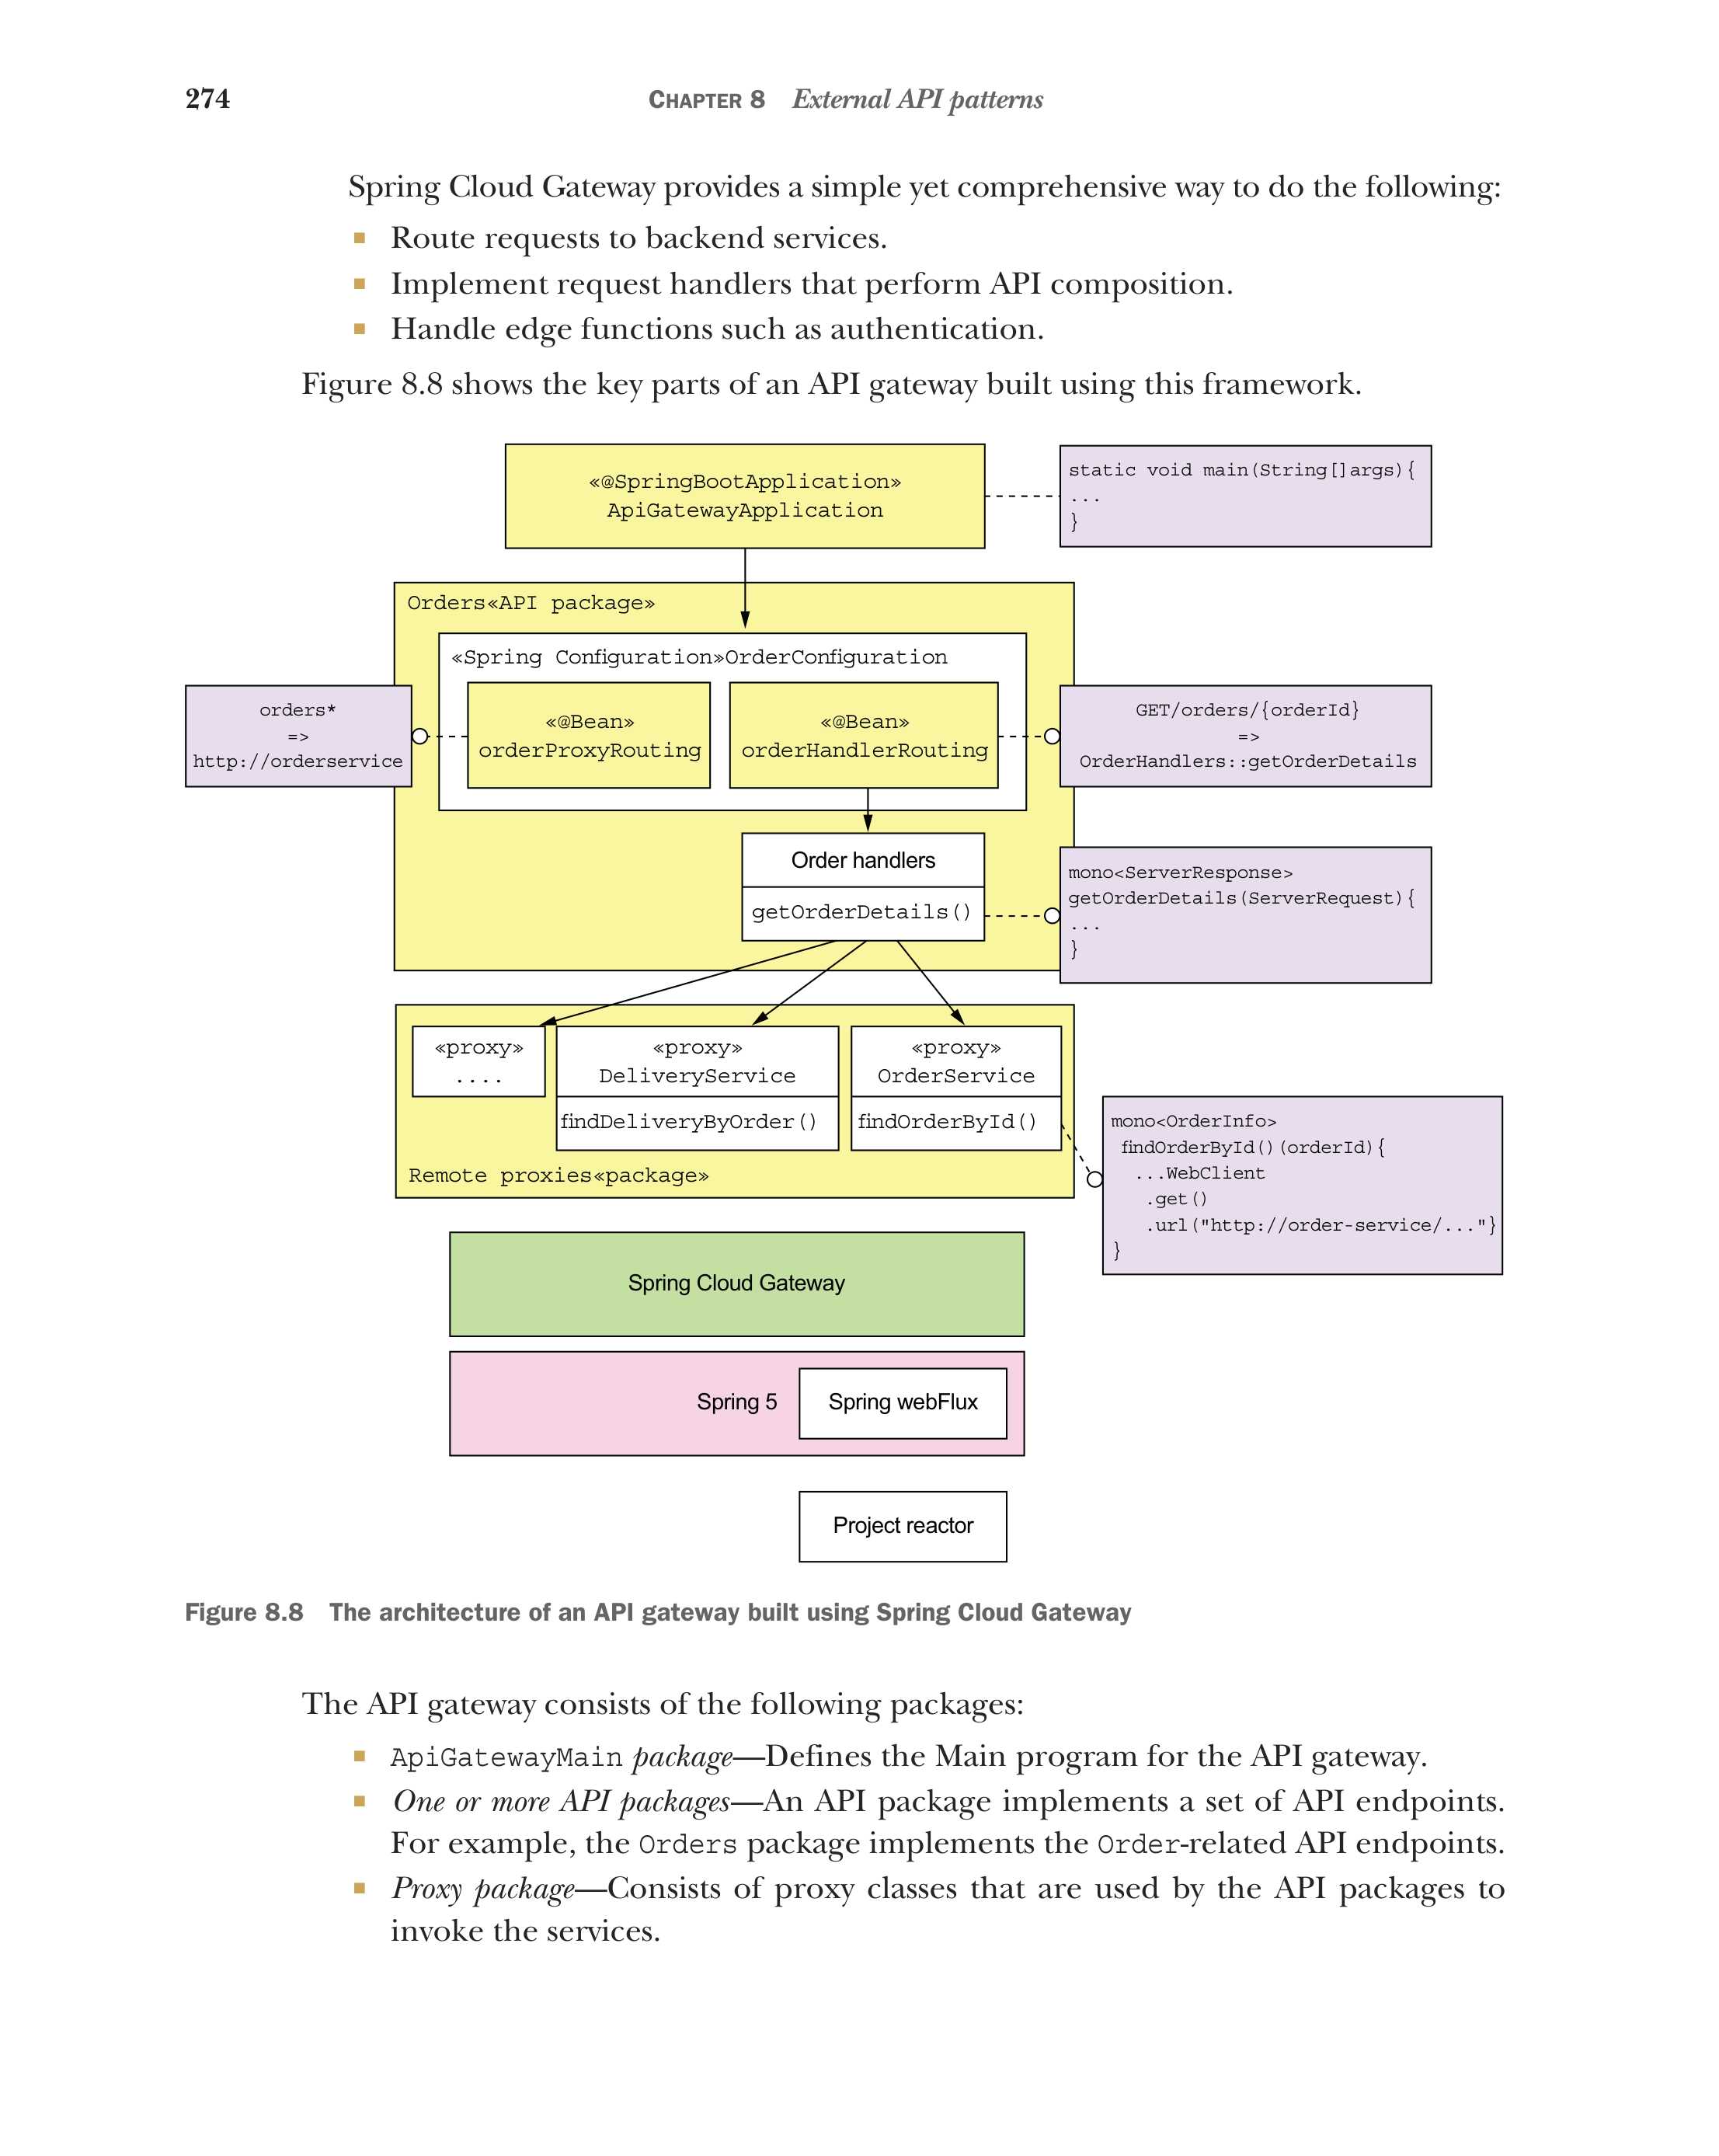 274
CHAPTER 8 External API patterns
Spring Cloud Gateway provides a simple yet comprehensive way to do the following:
■ Route requests to backend services.
■ Implement request handlers that perform API composition.
■ Handle edge functions such as authentication.
Figure 8.8 shows the key parts of an API gateway built using this framework.
«@SpringBootApplication»
ApiGatewayApplication
static void main(String[]args){
...
}
Orders«API package»
«Spring Configuration»OrderConfiguration
orders*
=>
http://orderservice
«@Bean»
orderProxyRouting
«@Bean»
orderHandlerRouting
GET/orders/{orderId}
=>
OrderHandlers::getOrderDetails
Order handlers
getOrderDetails()
mono<ServerResponse>
getOrderDetails(ServerRequest){
...
}
«proxy»
....
«proxy»
DeliveryService
findDeliveryByOrder()
«proxy»
OrderService
findOrderById()
Remote proxies«package»
mono<OrderInfo>
findOrderById()(orderId){
...WebClient
.get()
.url("http://order-service/..."}
}
Spring Cloud Gateway
Spring 5
Spring webFlux
Project reactor
Figure 8.8 The architecture of an API gateway built using Spring Cloud Gateway
The API gateway consists of the following packages:
■ ApiGatewayMain package—Defines the Main program for the API gateway.
■ One or more API packages—An API package implements a set of API endpoints.
For example, the Orders package implements the Order-related API endpoints.
■ Proxy package—Consists of proxy classes that are used by the API packages to
invoke the services.